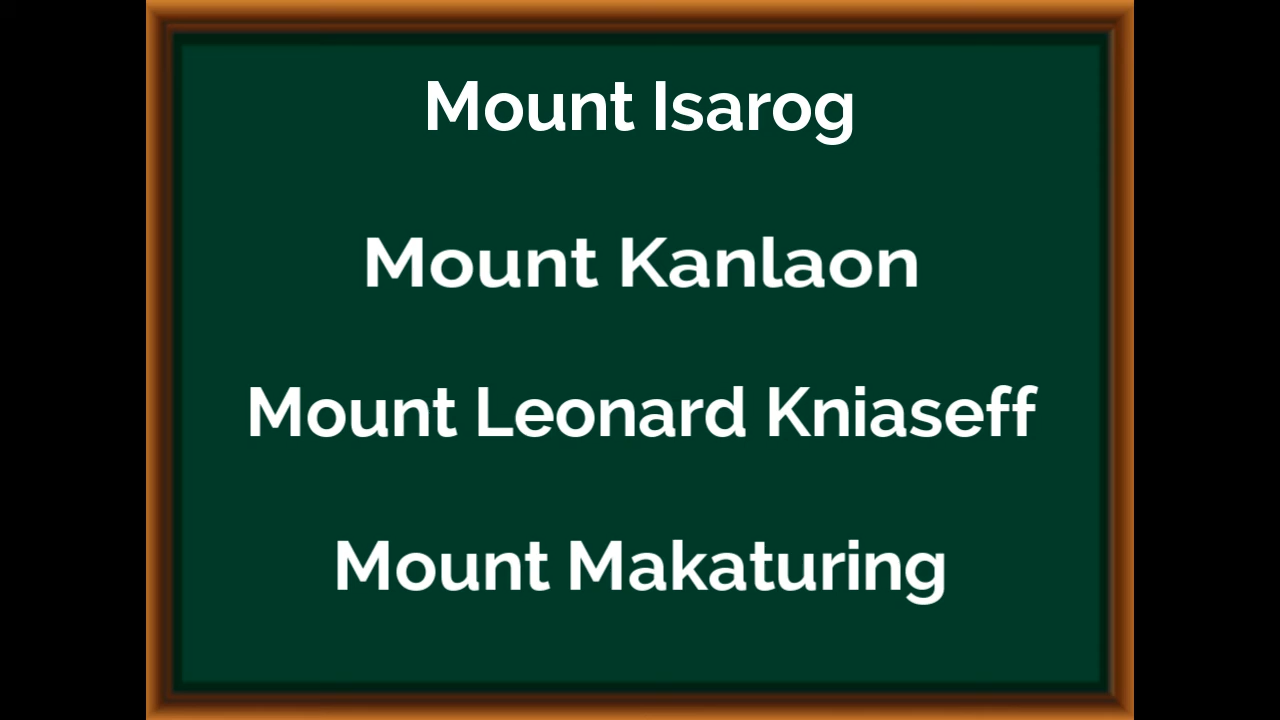 Mount Isarog
Mount Kanlaon
Mount Leonard Kniaseff
Mount Makaturing